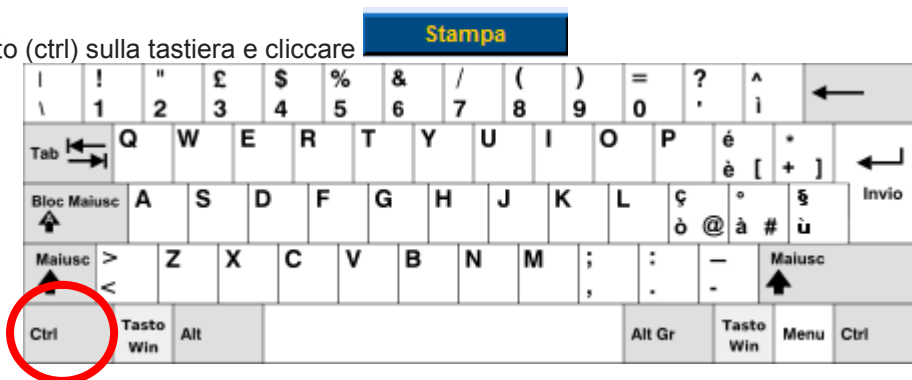 Stampa
to (ctrl) sulla tastiera e cliccare
| ! " £ $ % & / ( ) = ? ^
\ 1 2 3 4 5 6 7 8 9 0 ' ì
Tab Q W E R T Y U I O P é *
è [ + ]
Invio
Bloc Maiusc A S D F G H J K L ç ° §
ò @ à # ù
Maiusc > Z X C V B N M ; : — Maiusc
< , . -
Ctrl Tasto Win Alt Alt Gr Tasto Win Menu Ctrl